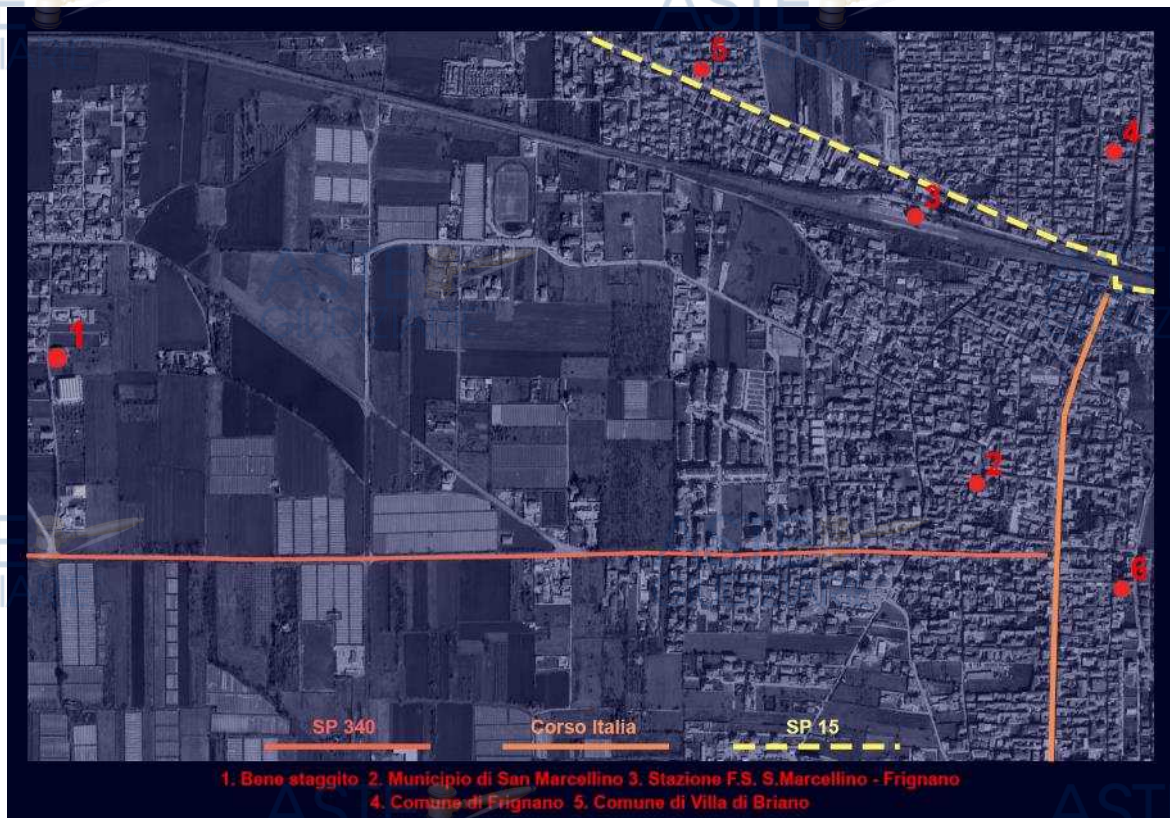 5
4
3
1
2
6
SP 340 Corso Italia SP 15
1. Bene staggito 2. Municipio di San Marcellino 3. Stazione F.S. S.Marcellino - Frignano
4. Comune di Frignano 5. Comune di Villa di Briano